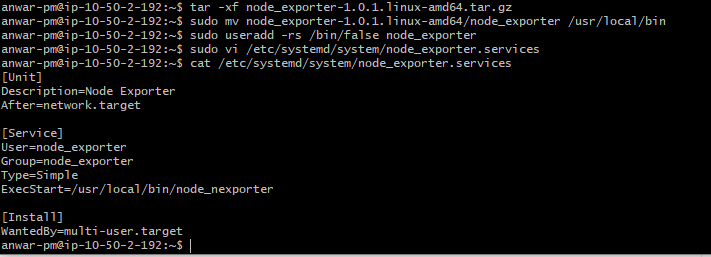 anwar-pm@ip-10-50-2-192:~$ tar -xf node_exporter-1.0.1.linux-amd64.tar.gz
anwar-pm@ip-10-50-2-192:~$ sudo mv node_exporter-1.0.1.linux-amd64/node_exporter /usr/local/bin
anwar-pm@ip-10-50-2-192:~$ sudo useradd -rs /bin/false node_exporter
anwar-pm@ip-10-50-2-192:~$ sudo vi /etc/systemd/system/node_exporter.services
anwar-pm@ip-10-50-2-192:~$ cat /etc/systemd/system/node_exporter.services
[Unit]
Description=Node Exporter
After=network.target
[Service]
User=node_exporter
Group=node_exporter
Type=Simple
ExecStart=/usr/local/bin/node_nexporter
[Install]
WantedBy=multi-user.target
anwar-pm@ip-10-50-2-192:~$